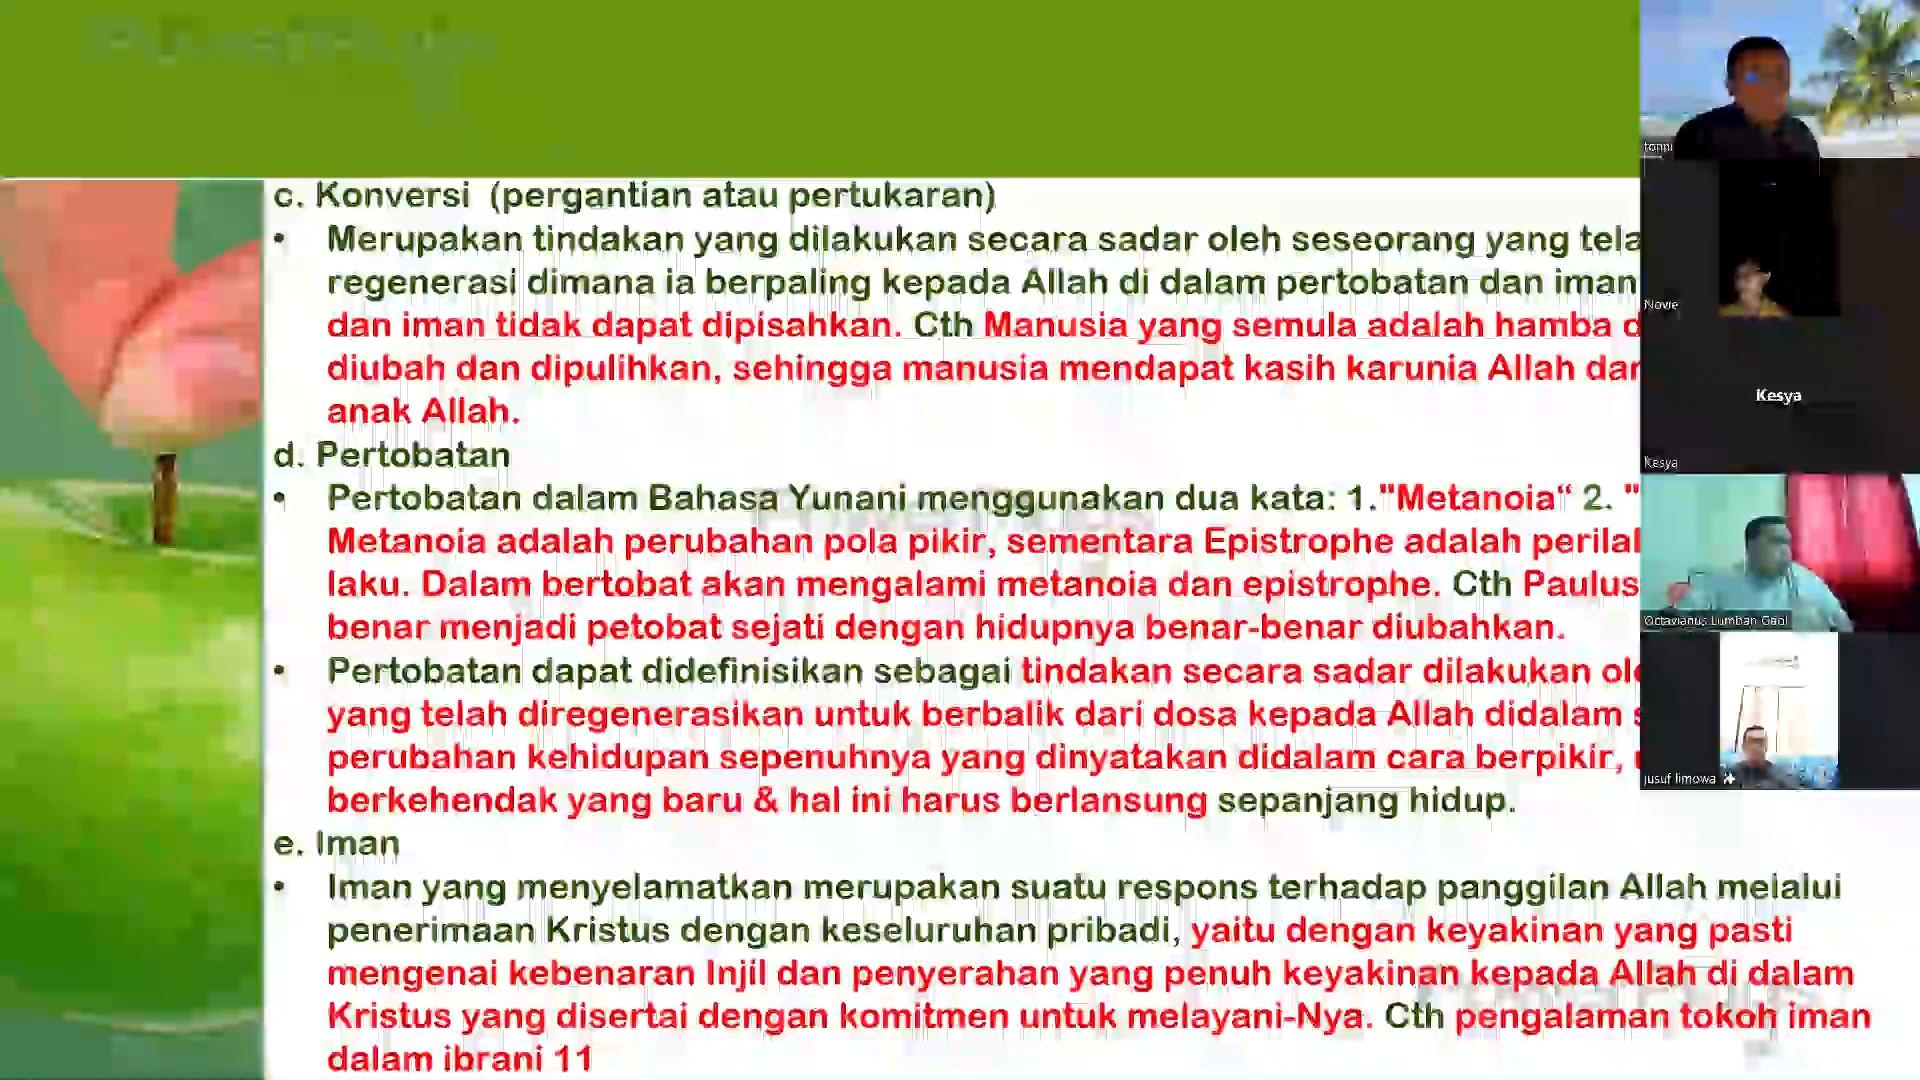 c. Konversi (pergantian atau pertukaran)
• Merupakan tindakan yang dilakukan secara sadar oleh seseorang yang
regenerasi dimana ia berpaling kepada Allah di dalam pertobatan dan iman
dan iman tidak dapat dipisahkan. Cth Manusia yang semula adalah hamba
diubah dan dipulihkan, sehingga manusia mendapat kasih karunia Allah
anak Allah.
d. Pertobatan
• Pertobatan dalam Bahasa Yunani menggunakan dua kata: 1."Metanoia“ 2. "
Metanoia adalah perubahan pola pikir, sementara Epistrophe adalah
laku. Dalam bertobat akan mengalami metanoia dan epistrophe. Cth Paulus
benar menjadi petobat sejati dengan hidupnya benar-benar diubahkan.
• Pertobatan dapat didefinisikan sebagai tindakan secara sadar dilakukan
yang telah diregenerasikan untuk berbalik dari dosa kepada Allah didalam
perubahan kehidupan sepenuhnya yang dinyatakan didalam cara berpikir,
berkehendak yang baru & hal ini harus berlansung sepanjang hidup.
e. Iman
• Iman yang menyelamatkan merupakan suatu respons terhadap panggilan Allah melalui
penerimaan Kristus dengan keseluruhan pribadi, yaitu dengan keyakinan yang pasti
mengenai kebenaran Injil dan penyerahan yang penuh keyakinan kepada Allah di dalam
Kristus yang disertai dengan komitmen untuk melayani-Nya. Cth pengalaman tokoh iman
dalam ibrani 11
tonni
Nowe
Kesya
Kesya
Octavianus Lumban Gaol
jusuf limowa